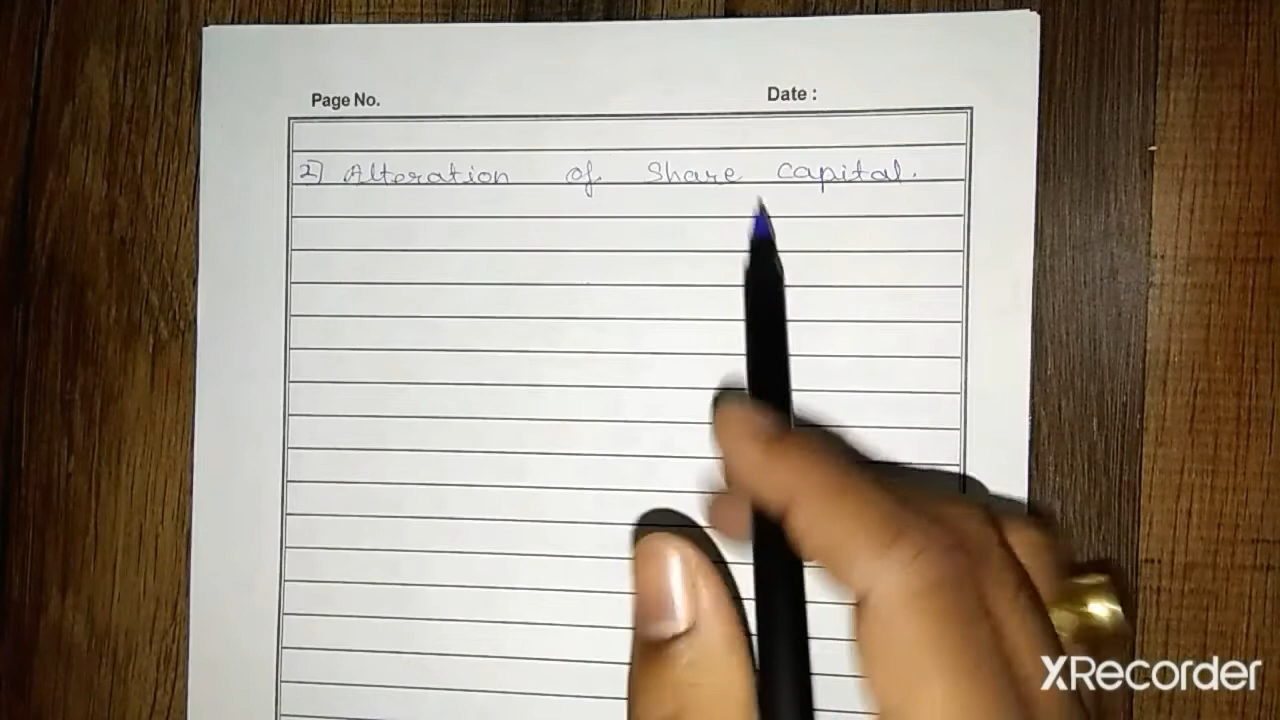 Page No. Date :
2] Alteration of Share Capital.
XRecorder